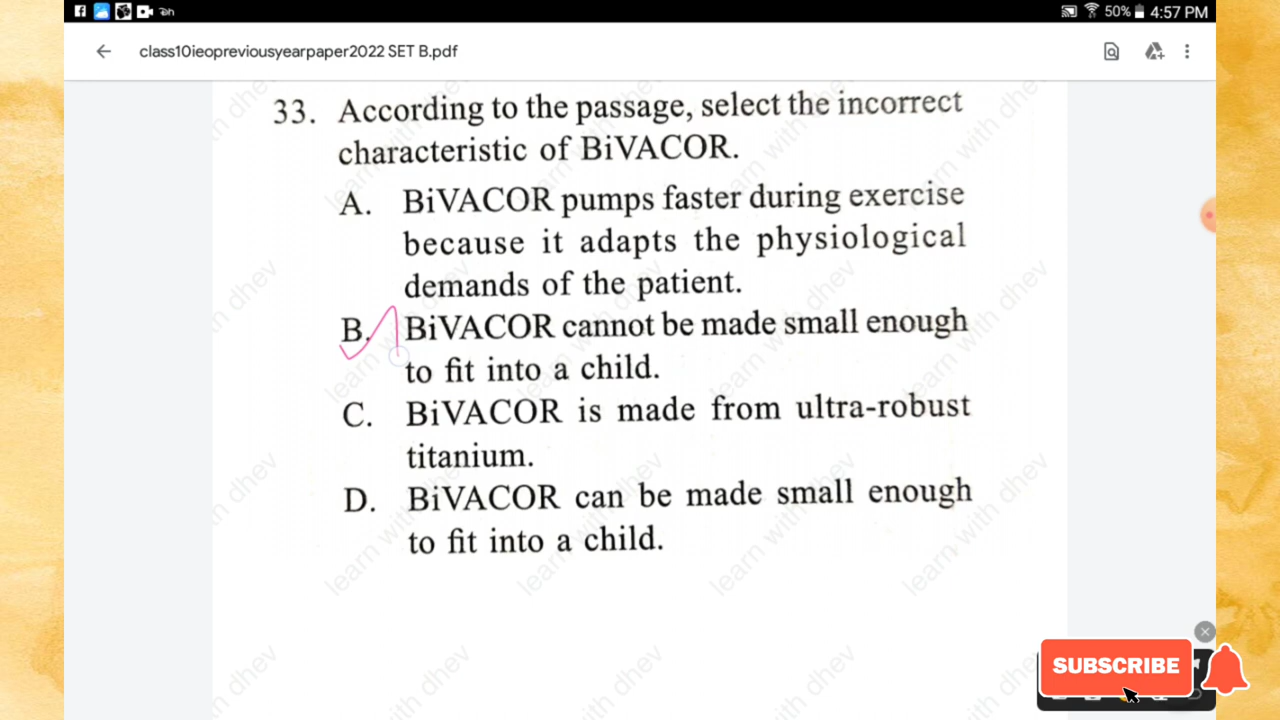 50% 4:57 PM
class10ieopreviousyearpaper2022 SET B.pdf
33. According to the passage, select the incorrect
characteristic of BiVACOR.
A. BiVACOR pumps faster during exercise
because it adapts the physiological
demands of the patient.
B. BiVACOR cannot be made small enough
to fit into a child.
C. BiVACOR is made from ultra-robust
titanium.
D. BiVACOR can be made small enough
to fit into a child.
learn with dhev
SUBSCRIBE